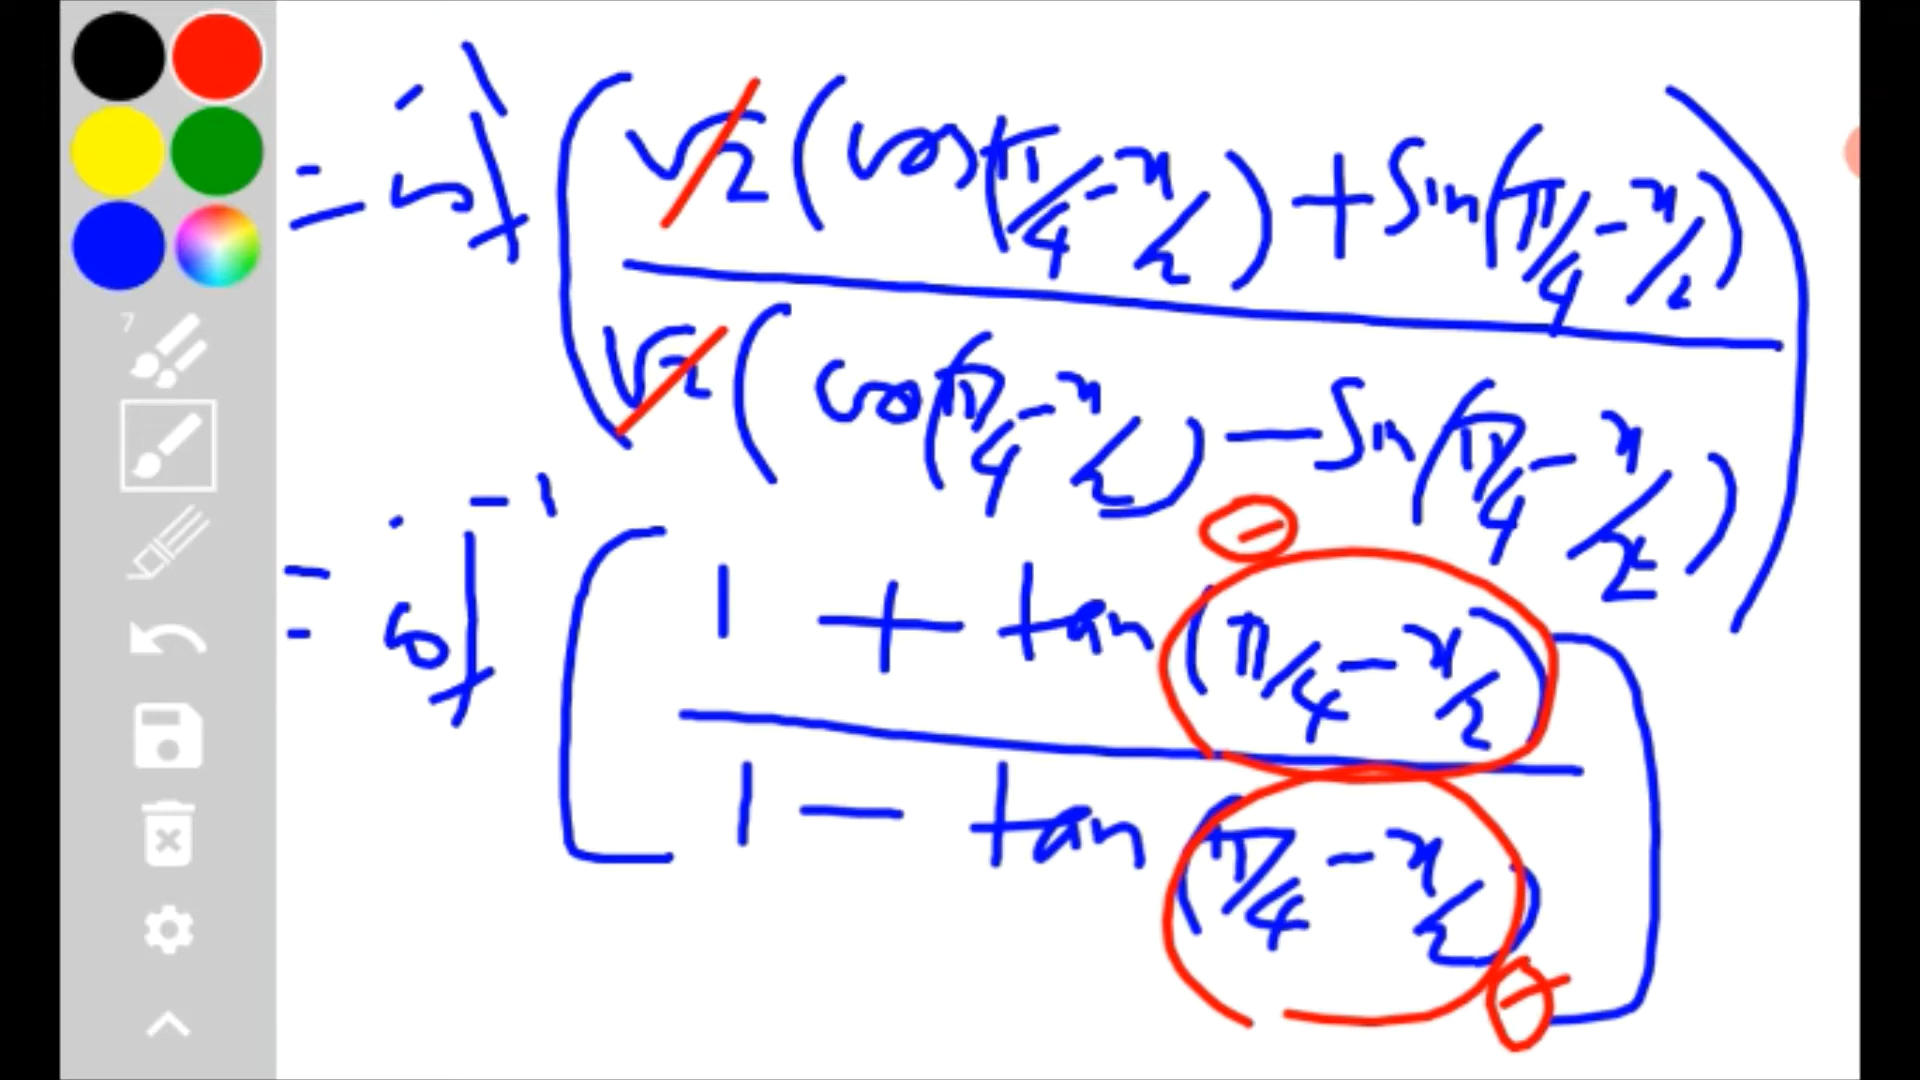 7
= cot⁻¹ ( √2 (cos(π/4 - x/2) + sin(π/4 - x/2)) / √2 (cos(π/4 - x/2) - sin(π/4 - x/2)) )
= cot⁻¹ [ 1 + tan(π/4 - x/2) / 1 - tan(π/4 - x/2) ]